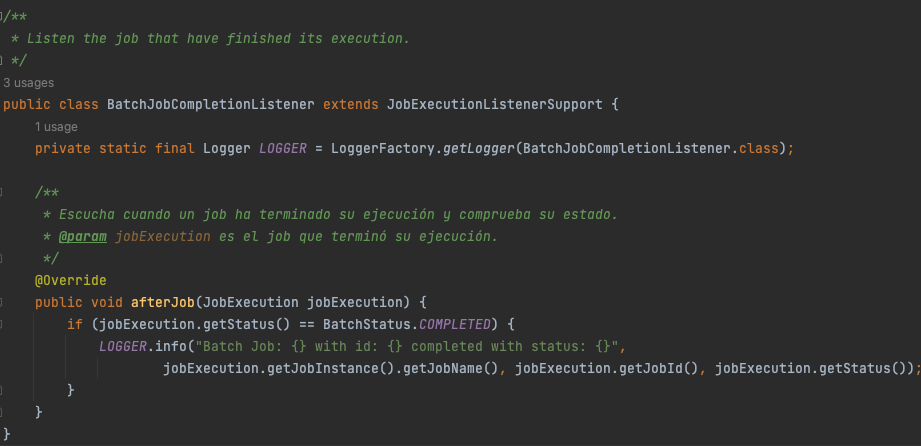 /**
 * Listen the job that have finished its execution.
 */
3 usages
public class BatchJobCompletionListener extends JobExecutionListenerSupport {
    1 usage
    private static final Logger LOGGER = LoggerFactory.getLogger(BatchJobCompletionListener.class);

    /**
     * Escucha cuando un job ha terminado su ejecución y comprueba su estado.
     * @param jobExecution es el job que terminó su ejecución.
     */
    @Override
    public void afterJob(JobExecution jobExecution) {
        if (jobExecution.getStatus() == BatchStatus.COMPLETED) {
            LOGGER.info("Batch Job: {} with id: {} completed with status: {}",
                    jobExecution.getJobInstance().getJobName(), jobExecution.getJobId(), jobExecution.getStatus());
        }
    }
}